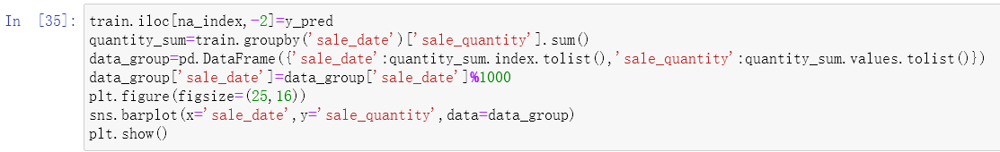 In [35]: train.iloc[na_index,-2]=y_pred
quantity_sum=train.groupby('sale_date')['sale_quantity'].sum()
data_group=pd.DataFrame({'sale_date':quantity_sum.index.tolist(),'sale_quantity':quantity_sum.values.tolist()})
data_group['sale_date']=data_group['sale_date']%1000
plt.figure(figsize=(25,16))
sns.barplot(x='sale_date',y='sale_quantity',data=data_group)
plt.show()